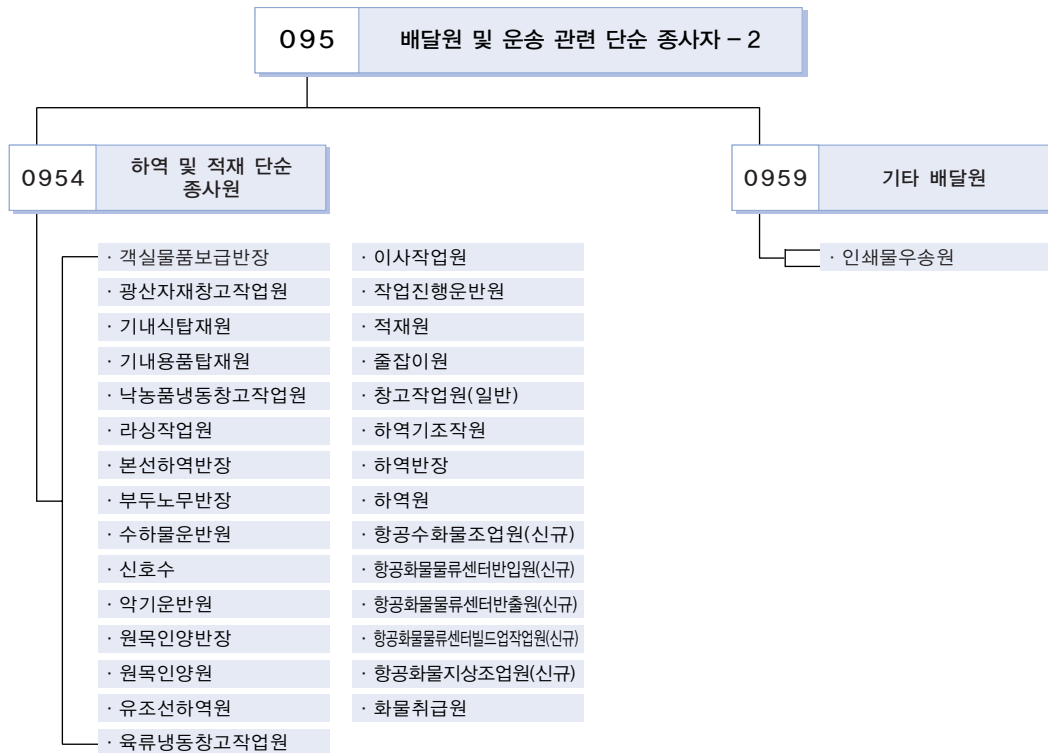 095 배달원 및 운송 관련 단순 종사자 – 2
0954 하역 및 적재 단순
종사원
· 객실물품보급반장
· 광산자재창고작업원
· 기내식탑재원
· 기내용품탑재원
· 낙농품냉동창고작업원
· 라싱작업원
· 본선하역반장
· 부두노무반장
· 수하물운반원
· 신호수
· 악기운반원
· 원목인양반장
· 원목인양원
· 유조선하역원
· 육류냉동창고작업원
· 이사작업원
· 작업진행운반원
· 적재원
· 줄잡이원
· 창고작업원(일반)
· 하역기조작원
· 하역반장
· 하역원
· 항공수화물조업원(신규)
· 항공화물물류센터반입원(신규)
· 항공화물물류센터반출원(신규)
· 항공화물물류센터빌드업작업원(신규)
· 항공화물지상조업원(신규)
· 화물취급원
0959 기타 배달원
· 인쇄물우송원